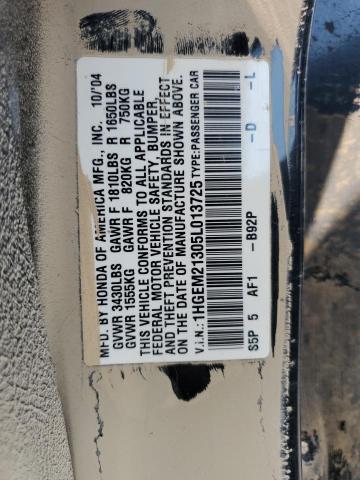 MFD. BY HONDA OF AMERICA MFG., INC. 10/'04
GVWR 3430LBS GAWR F 1810LBS R 1650LBS
GVWR 1555KG GAWR F 820KG R 750KG
THIS VEHICLE CONFORMS TO ALL APPLICABLE
FEDERAL MOTOR VEHICLE SAFETY, BUMPER,
AND THEFT PREVENTION STANDARDS IN EFFECT
ON THE DATE OF MANUFACTURE SHOWN ABOVE.
V.I.N.: 1HGEM21305L013725 TYPE:PASSENGER CAR
S5P 5 AF1 -B92P -D -L